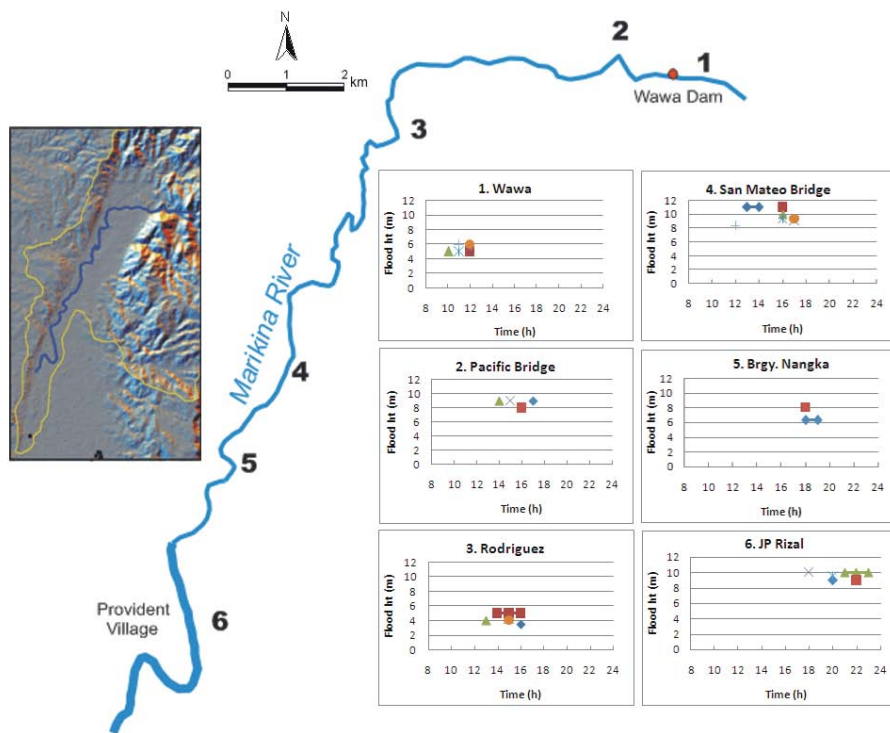 N
0 1 2 km
2
1
Wawa Dam
3
Marikina River
4
5
Provident
Village
6
1. Wawa
Flood ht (m)
12
10
8
6
4
2
0
8 10 12 14 16 18 20 22 24
Time (h)
4. San Mateo Bridge
Flood ht (m)
12
10
8
6
4
2
0
8 10 12 14 16 18 20 22 24
Time (h)
2. Pacific Bridge
Flood ht (m)
12
10
8
6
4
2
0
8 10 12 14 16 18 20 22 24
Time (h)
5. Brgy. Nangka
Flood ht (m)
12
10
8
6
4
2
0
8 10 12 14 16 18 20 22 24
Time (h)
3. Rodriguez
Flood ht (m)
12
10
8
6
4
2
0
8 10 12 14 16 18 20 22 24
Time (h)
6. JP Rizal
Flood ht (m)
12
10
8
6
4
2
0
8 10 12 14 16 18 20 22 24
Time (h)